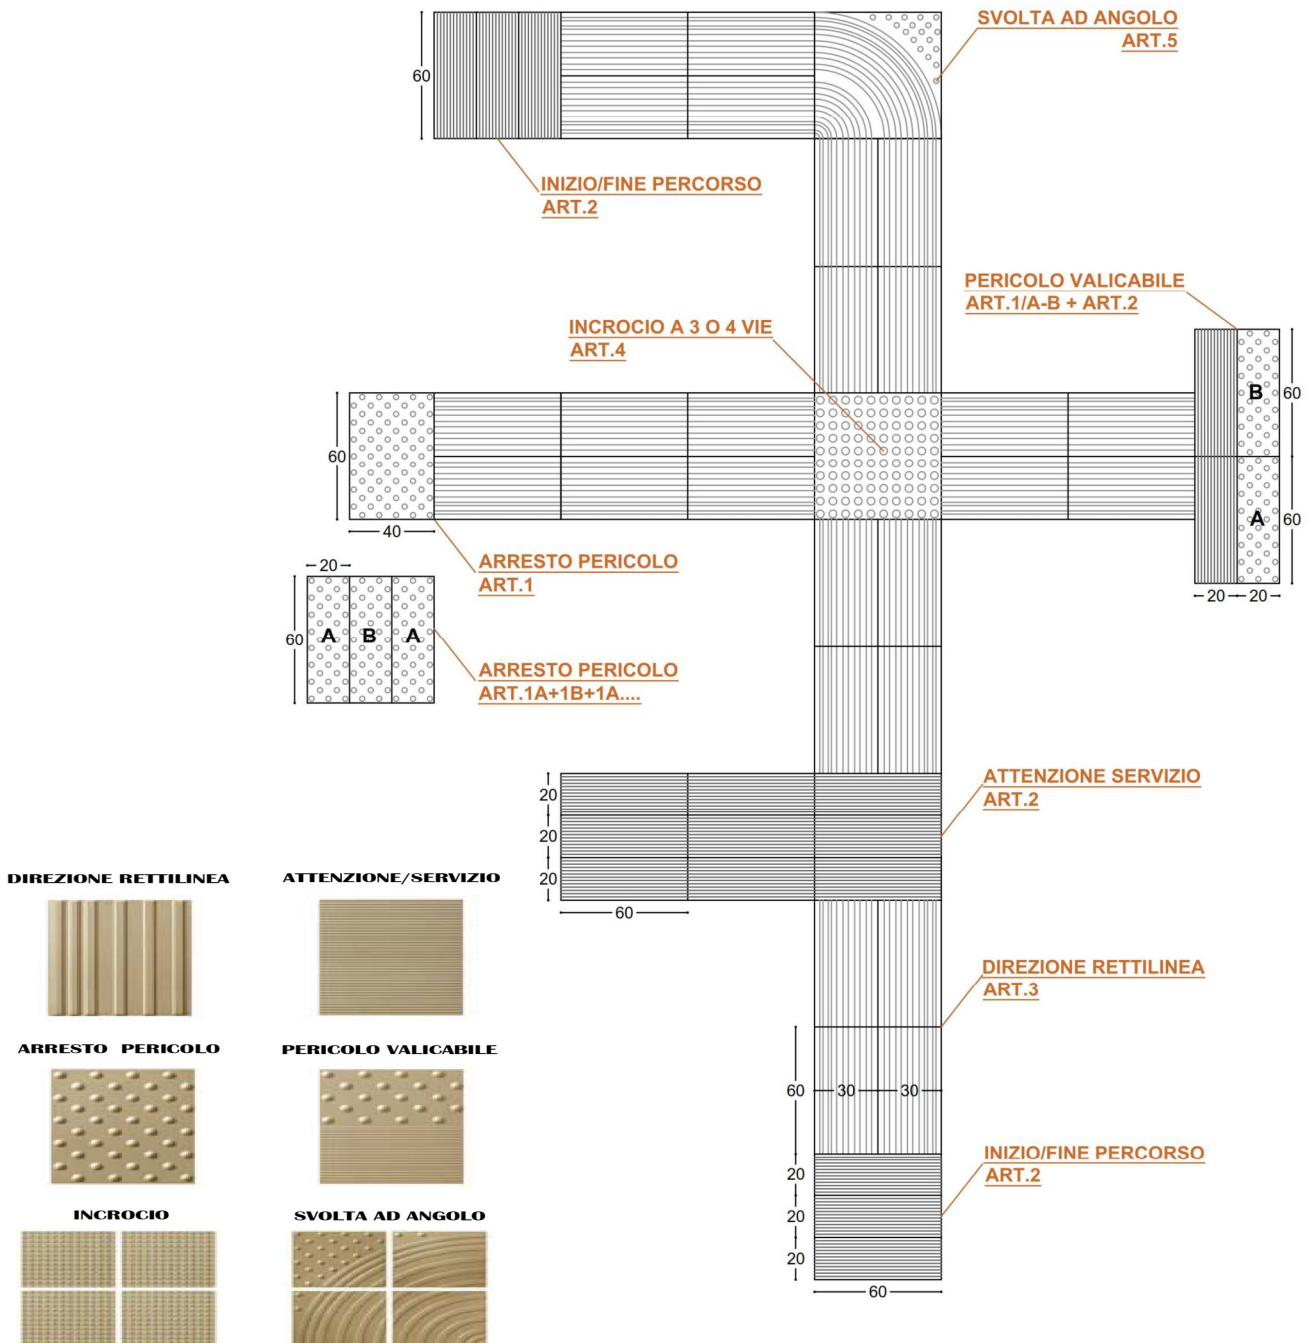 SVOLTA AD ANGOLO
ART.5
60
INIZIO/FINE PERCORSO
ART.2
PERICOLO VALICABILE
ART.1/A-B + ART.2
INCROCIO A 3 O 4 VIE
ART.4
B
60
60
A
60
40
20
20
ARRESTO PERICOLO
ART.1
20
60
A
B
A
ARRESTO PERICOLO
ART.1A+1B+1A....
ATTENZIONE SERVIZIO
ART.2
20
20
20
60
DIREZIONE RETTILINEA
ATTENZIONE/SERVIZIO
DIREZIONE RETTILINEA
ART.3
ARRESTO PERICOLO
PERICOLO VALICABILE
60
30
30
INIZIO/FINE PERCORSO
ART.2
20
20
20
60
INCROCIO
SVOLTA AD ANGOLO